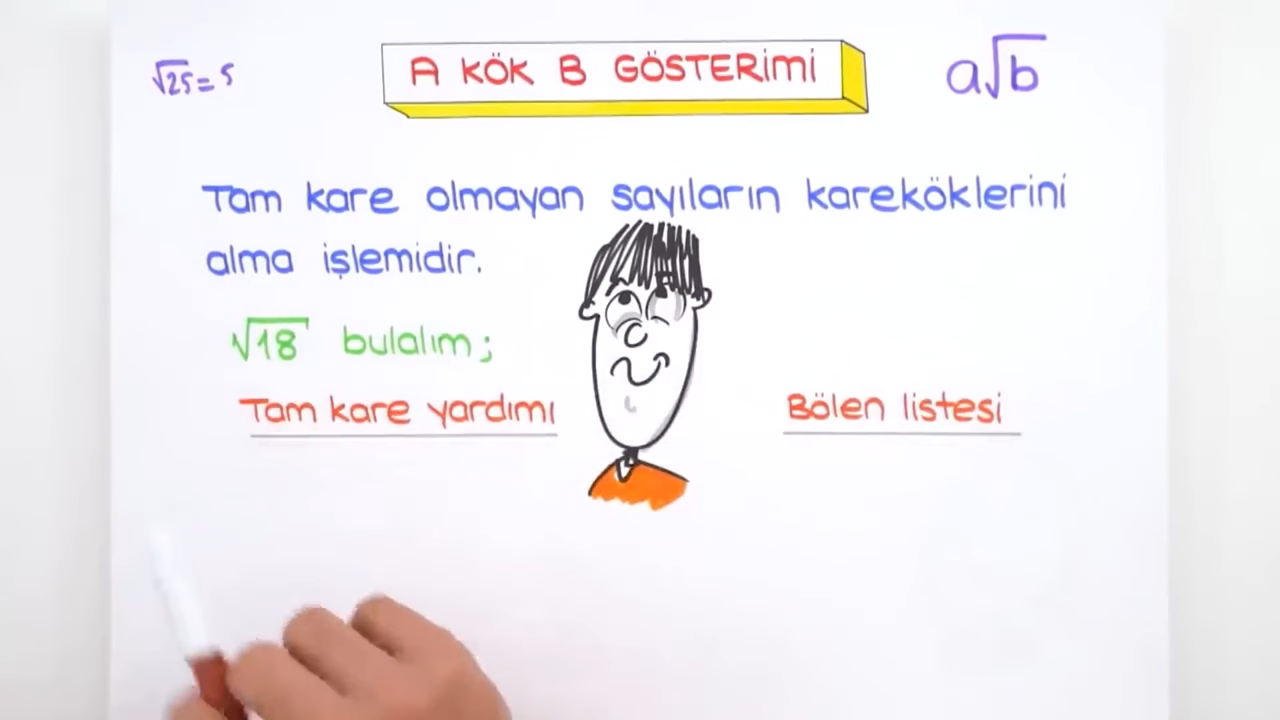 √25 = 5
A KÖK B GÖSTERİMİ
a√b
Tam kare olmayan sayıların kareköklerini
alma işlemidir.
√18 bulalım;
Tam kare yardımı
Bölen listesi